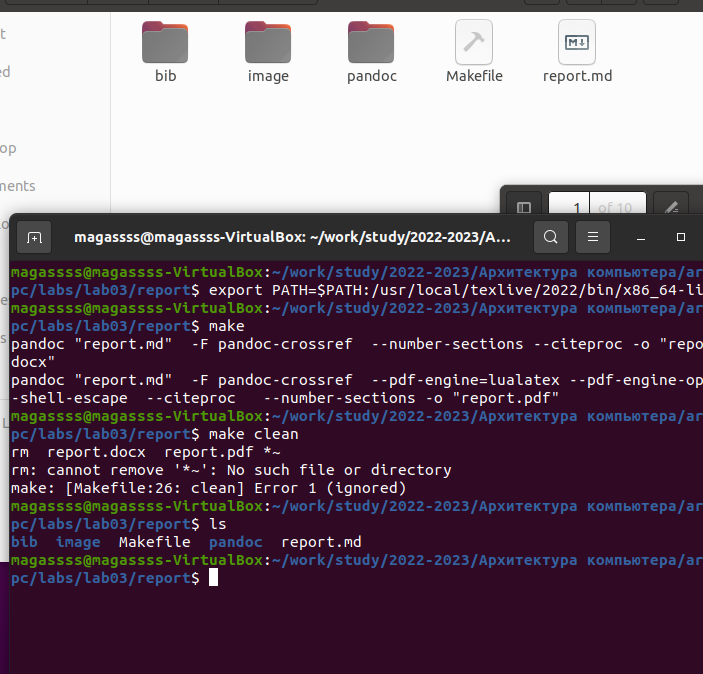 bib
image
pandoc
Makefile
report.md
M↓
1 of 10
magassss@magassss-VirtualBox: ~/work/study/2022-2023/A...
magassss@magassss-VirtualBox:~/work/study/2022-2023/Архитектура компьютера/ar
pc/labs/lab03/report$ export PATH=$PATH:/usr/local/texlive/2022/bin/x86_64-li
magassss@magassss-VirtualBox:~/work/study/2022-2023/Архитектура компьютера/ar
pc/labs/lab03/report$ make
pandoc "report.md"  -F pandoc-crossref  --number-sections --citeproc -o "repo
docx"
pandoc "report.md"  -F pandoc-crossref  --pdf-engine=lualatex --pdf-engine-op
-shell-escape  --citeproc   --number-sections -o "report.pdf"
magassss@magassss-VirtualBox:~/work/study/2022-2023/Архитектура компьютера/ar
pc/labs/lab03/report$ make clean
rm  report.docx  report.pdf *~
rm: cannot remove '*~': No such file or directory
make: [Makefile:26: clean] Error 1 (ignored)
magassss@magassss-VirtualBox:~/work/study/2022-2023/Архитектура компьютера/ar
pc/labs/lab03/report$ ls
bib  image  Makefile  pandoc  report.md
magassss@magassss-VirtualBox:~/work/study/2022-2023/Архитектура компьютера/ar
pc/labs/lab03/report$